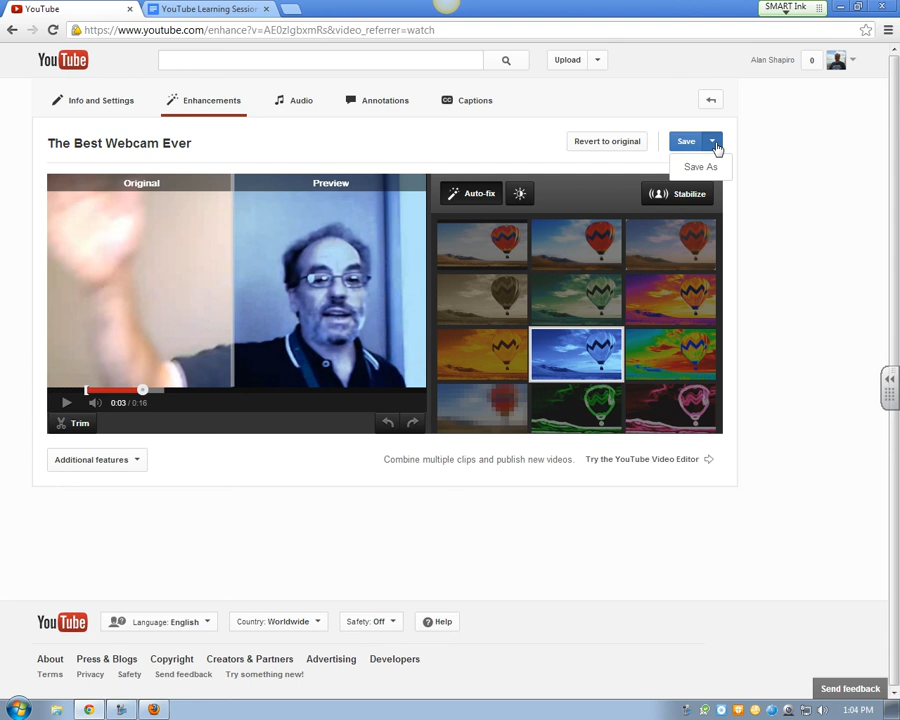 YouTube
YouTube Learning Session
SMART Ink
https://www.youtube.com/enhance?v=AE0zlgbxmRs&video_referrer=watch
YouTube
Upload
Alan Shapiro
0
Info and Settings
Enhancements
Audio
Annotations
CC Captions
The Best Webcam Ever
Revert to original
Save
Save As
Original
Preview
Auto-fix
Stabilize
0:03 / 0:16
Trim
Additional features
Combine multiple clips and publish new videos. Try the YouTube Video Editor
YouTube
Language: English
Country: Worldwide
Safety: Off
Help
About Press & Blogs Copyright Creators & Partners Advertising Developers
Terms Privacy Safety Send feedback Try something new!
Send feedback
1:04 PM